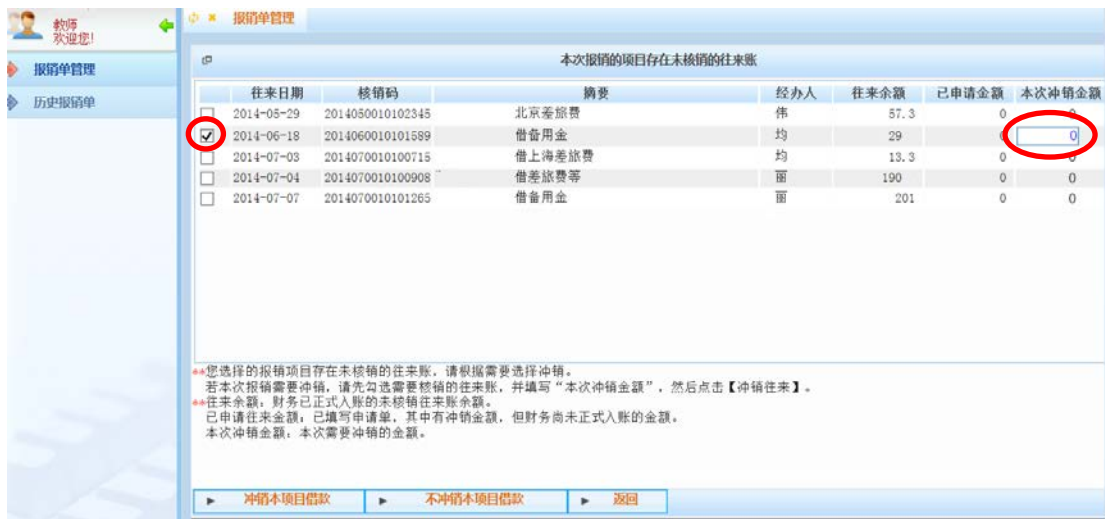 教师
欢迎您!
报销单管理
报销单管理
历史报销单
本次报销的项目存在未核销的往来账
往来日期 核销码 摘要 经办人 往来余额 已申请金额 本次冲销金额
2014-05-29 2014050010102345 北京差旅费 伟 57.3 0 0
2014-06-18 2014060010101589 借备用金 均 29 0 0
2014-07-03 2014070010100715 借上海差旅费 均 13.3 0 0
2014-07-04 2014070010100908 借差旅费等 丽 190 0 0
2014-07-07 2014070010101265 借备用金 丽 201 0 0
**您选择的报销项目存在未核销的往来账，请根据需要选择冲销。
若本次报销需要冲销，请先勾选需要核销的往来账，并填写“本次冲销金额”，然后点击【冲销往来】。
**往来余额：财务已正式入账的未核销往来账余额。
已申请往来金额：已填写申请单，其中有冲销金额，但财务尚未正式入账的金额。
本次冲销金额：本次需要冲销的金额。
冲销本项目借款 不冲销本项目借款 返回